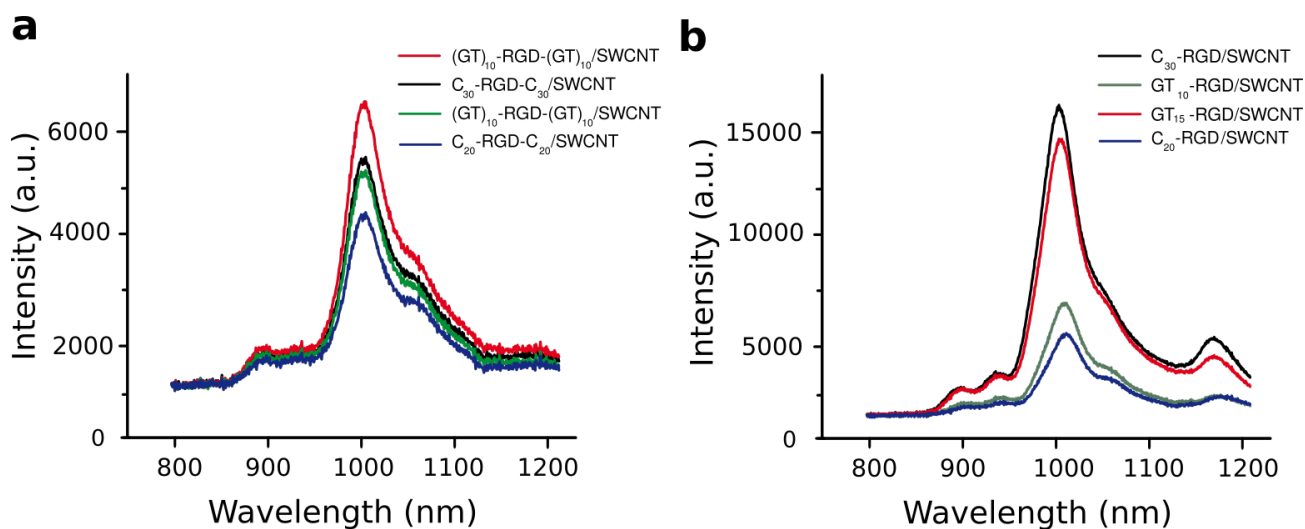 a
(GT)₁₀-RGD-(GT)₁₀/SWCNT
C₃₀-RGD-C₃₀/SWCNT
(GT)₁₀-RGD-(GT)₁₀/SWCNT
C₂₀-RGD-C₂₀/SWCNT
Intensity (a.u.)
6000
4000
2000
0
800 900 1000 1100 1200
Wavelength (nm)
b
C₃₀-RGD/SWCNT
GT₁₀-RGD/SWCNT
GT₁₅-RGD/SWCNT
C₂₀-RGD/SWCNT
Intensity (a.u.)
15000
10000
5000
0
800 900 1000 1100 1200
Wavelength (nm)